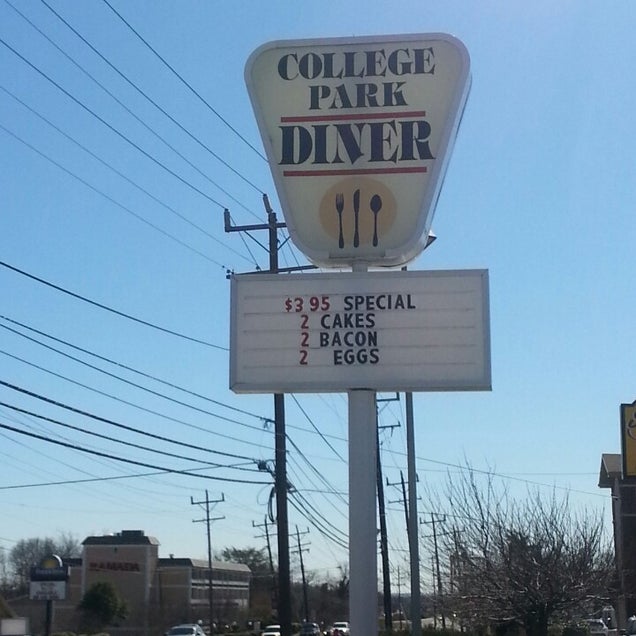 COLLEGE
PARK
DINER
$3 95 SPECIAL
2 CAKES
2 BACON
2 EGGS
RAMADA